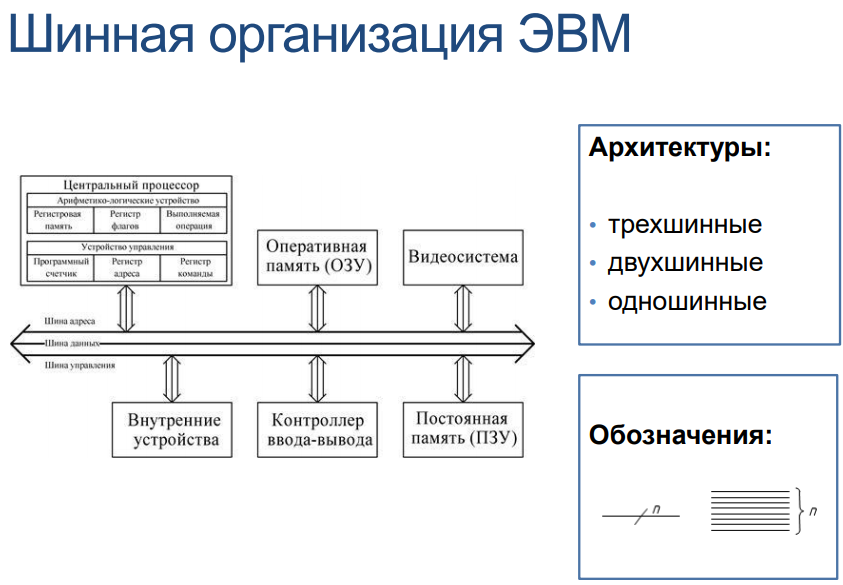 Шинная организация ЭВМ
Центральный процессор
Арифметико-логические устройство
Регистровая память
Регистр флагов
Выполняемая операция
Устройство управления
Программный счетчик
Регистр адреса
Регистр команды
Оперативная
память (ОЗУ)
Видеосистема
Шина адреса
Шина данных
Шина управления
Внутренние
устройства
Контроллер
ввода-вывода
Постоянная
память (ПЗУ)
Архитектуры:
• трехшинные
• двухшинные
• одношинные
Обозначения:
n
n